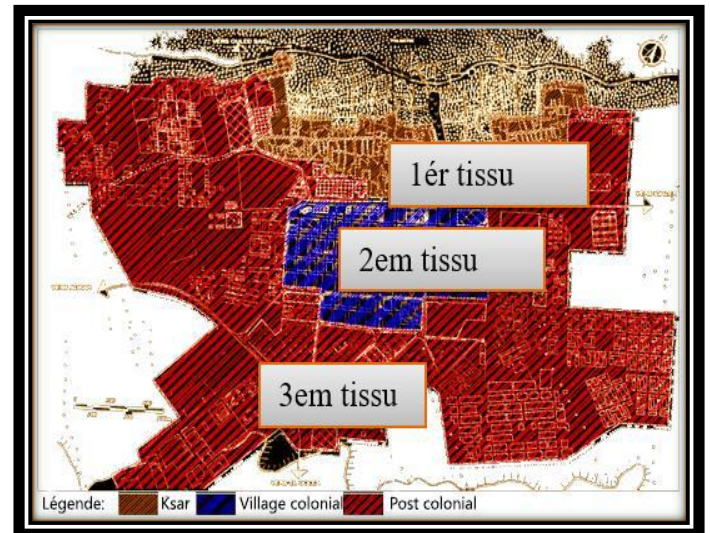 1ér tissu
2em tissu
3em tissu
Légende: Ksar Village colonial Post colonial